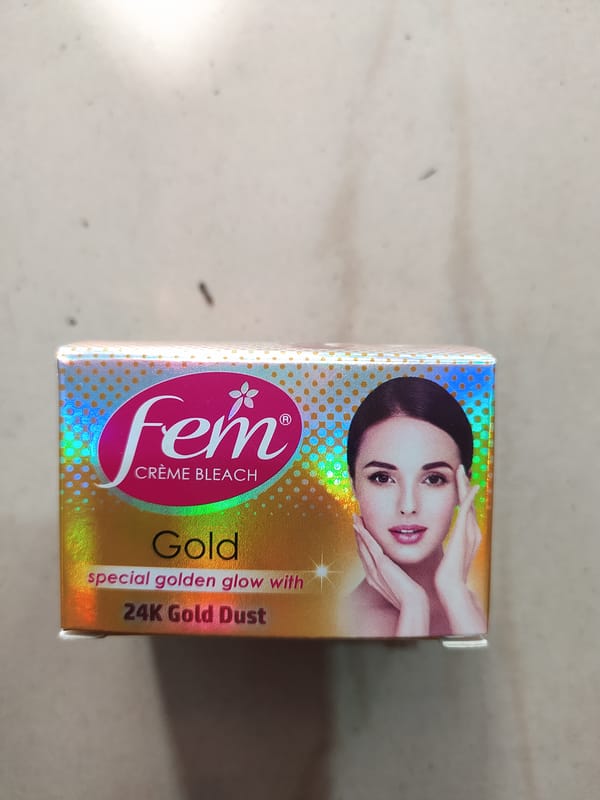 fem®
CRÈME BLEACH
Gold
special golden glow with
24K Gold Dust